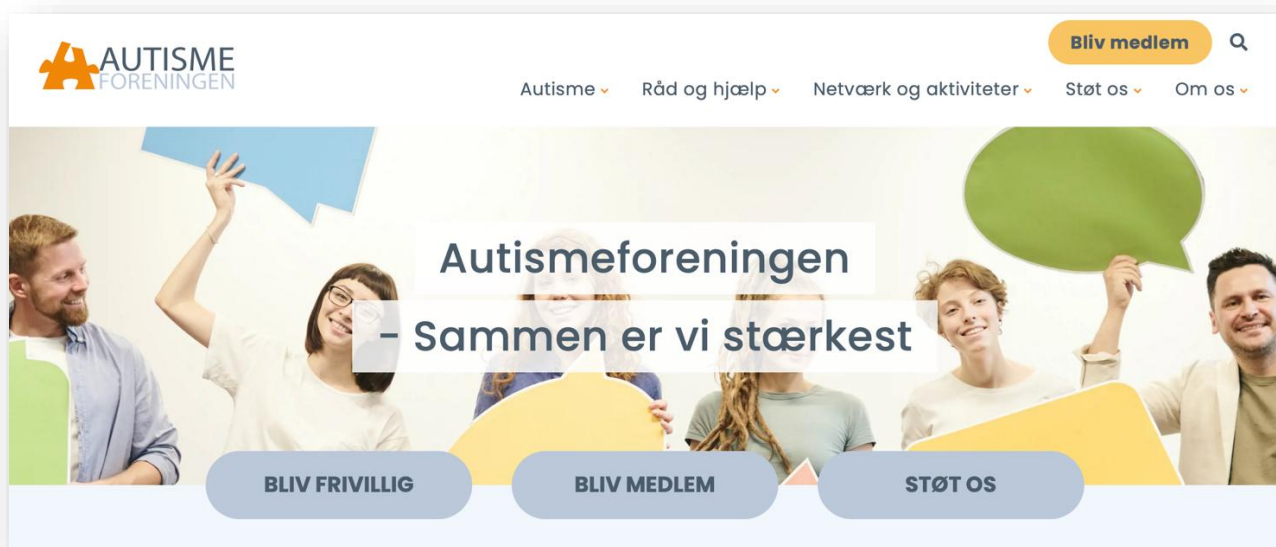 AUTISME
FORENINGEN
Bliv medlem
Autisme
Råd og hjælp
Netværk og aktiviteter
Støt os
Om os
Autismeforeningen
- Sammen er vi stærkest
BLIV FRIVILLIG
BLIV MEDLEM
STØT OS